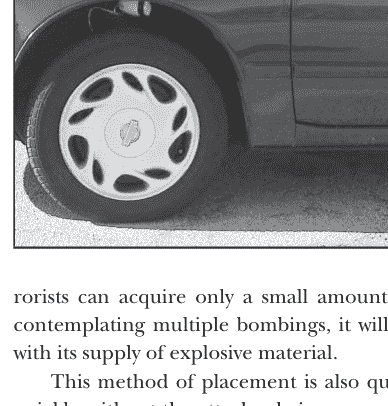 rorists can acquire only a small amount
contemplating multiple bombings, it will
with its supply of explosive material.
This method of placement is also qu